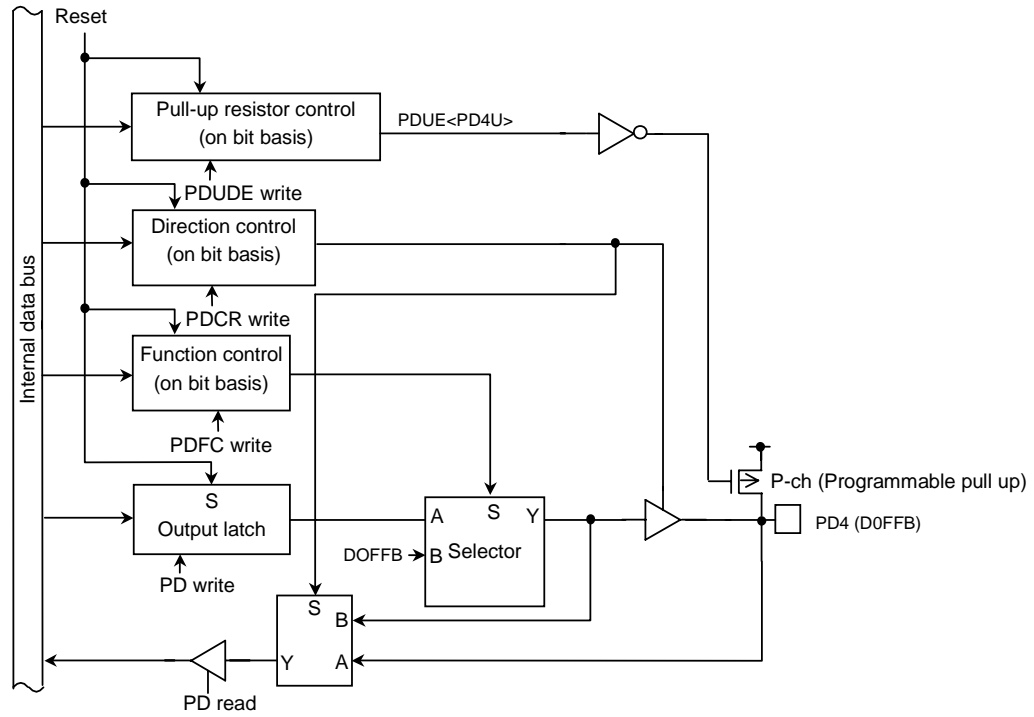 Reset
Internal data bus
Pull-up resistor control
(on bit basis)
PDUE<PD4U>
PDUDE write
Direction control
(on bit basis)
PDCR write
Function control
(on bit basis)
PDFC write
P-ch (Programmable pull up)
S
Output latch
PD write
A
S
Y
DOFFB
B
Selector
PD4 (D0FFB)
S
B
Y
A
PD read